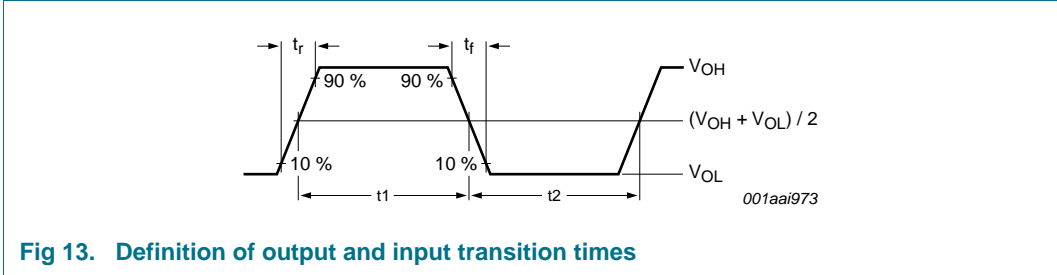 tr tf
VOH
90 % 90 %
(VOH + VOL) / 2
10 % 10 %
VOL
t1 t2
001aai973
Fig 13. Definition of output and input transition times